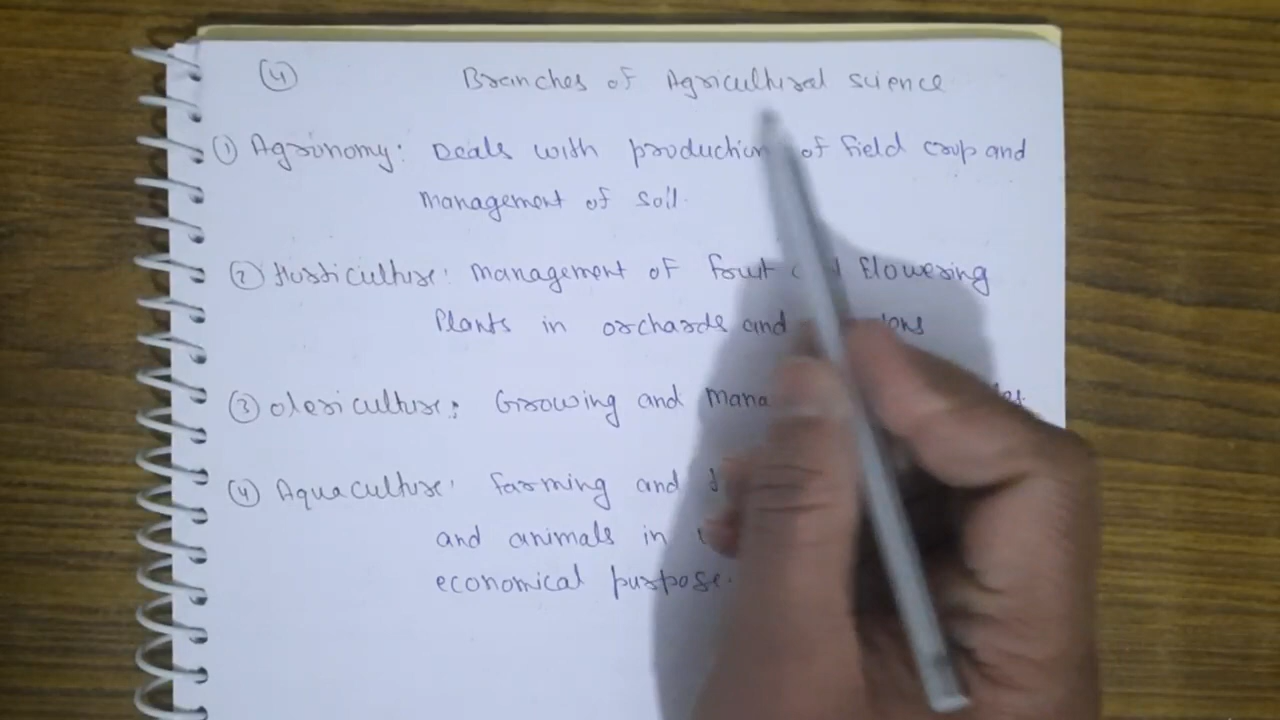 (4) Branches of Agricultural science
(1) Agronomy: Deals with production of field crop and
management of soil.
(2) Horticulture: management of fruit flowering
Plants in orchards and
(3) olericulture: Growing and
(4) Aquaculture: farming and
and animals in
economical purpose.